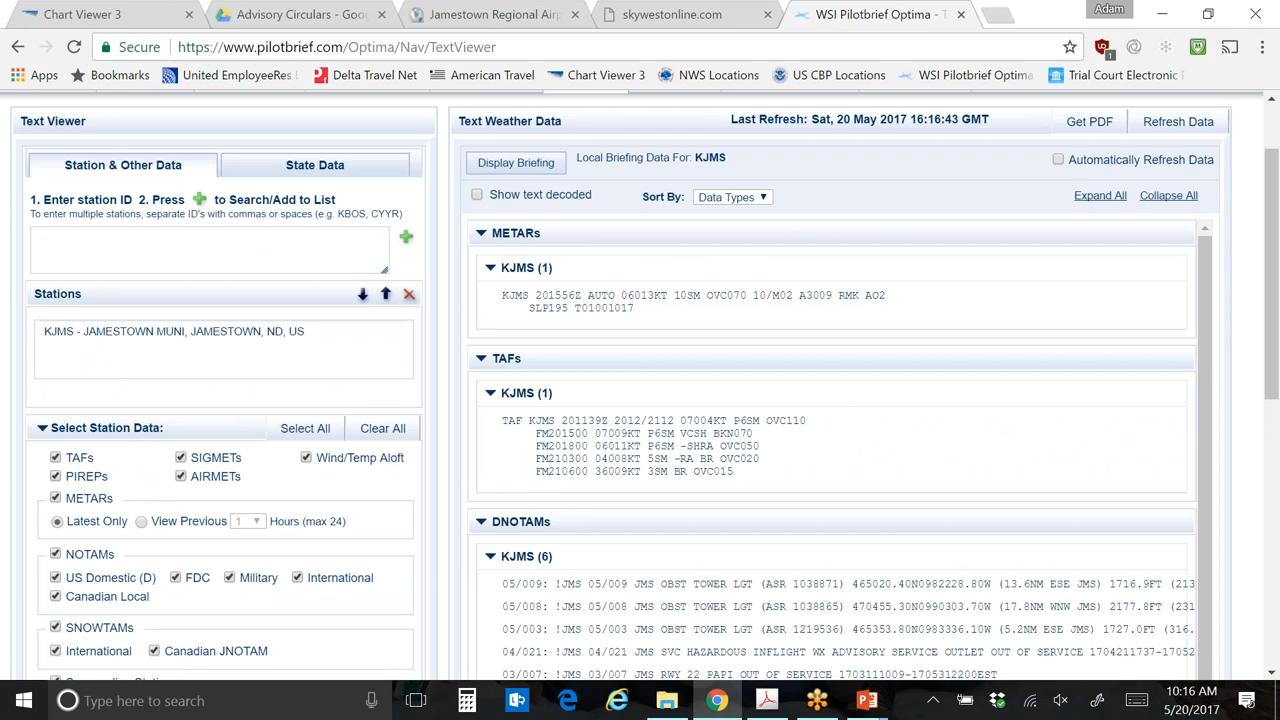 Chart Viewer 3
Advisory Circulars - Goo
Jamestown Regional Airp
skywestonline.com
WSI Pilotbrief Optima - T
Adam
Secure
https://www.pilotbrief.com/Optima/Nav/TextViewer
Apps
Bookmarks
United EmployeeRes
Delta Travel Net
American Travel
Chart Viewer 3
NWS Locations
US CBP Locations
WSI Pilotbrief Optima
Trial Court Electronic
Text Viewer
Station & Other Data
State Data
1. Enter station ID 2. Press to Search/Add to List
To enter multiple stations, separate ID's with commas or spaces (e.g. KBOS, CYYR)
Stations
KJMS - JAMESTOWN MUNI, JAMESTOWN, ND, US
Select Station Data:
Select All
Clear All
TAFs
SIGMETs
Wind/Temp Aloft
PIREPs
AIRMETs
METARs
Latest Only
View Previous
1
Hours (max 24)
NOTAMs
US Domestic (D)
FDC
Military
International
Canadian Local
SNOWTAMs
International
Canadian JNOTAM
Text Weather Data
Last Refresh: Sat, 20 May 2017 16:16:43 GMT
Get PDF
Refresh Data
Display Briefing
Local Briefing Data For: KJMS
Automatically Refresh Data
Show text decoded
Sort By:
Data Types
Expand All
Collapse All
METARs
KJMS (1)
KJMS 201556Z AUTO 06013KT 10SM OVC070 10/M02 A3009 RMK AO2
SLP195 T01001017
TAFs
KJMS (1)
TAF KJMS 201139Z 2012/2112 07004KT P6SM OVC110
FM201500 07009KT P6SM VCSH BKN070
FM201800 06011KT P6SM -SHRA OVC050
FM210300 04008KT 5SM -RA BR OVC020
FM210600 36009KT 3SM BR OVC015
DNOTAMs
KJMS (6)
05/009: !JMS 05/009 JMS OBST TOWER LGT (ASR 1038871) 465020.40N0982228.80W (13.6NM ESE JMS) 1716.9FT (213
05/008: !JMS 05/008 JMS OBST TOWER LGT (ASR 1038865) 470455.30N0990303.70W (17.8NM WNW JMS) 2177.8FT (231
05/003: !JMS 05/003 JMS OBST TOWER LGT (ASR 1219536) 465353.80N0983336.10W (5.2NM ESE JMS) 1727.0FT (316.
04/021: !JMS 04/021 JMS SVC HAZARDOUS INFLIGHT WX ADVISORY SERVICE OUTLET OUT OF SERVICE 1704211737-17052
03/007: !JMS 03/007 JMS RWY 22 PAPI OUT OF SERVICE 1703111009-1705312200EST
Type here to search
10:16 AM
5/20/2017